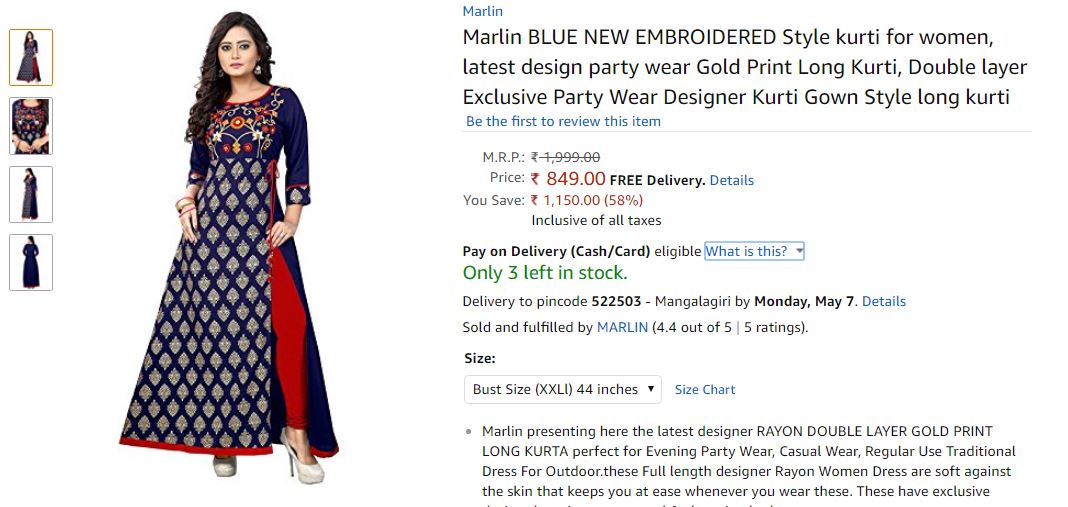 Marlin
Marlin BLUE NEW EMBROIDERED Style kurti for women,
latest design party wear Gold Print Long Kurti, Double layer
Exclusive Party Wear Designer Kurti Gown Style long kurti
Be the first to review this item
M.R.P.: ₹ 1,999.00
Price: ₹ 849.00 FREE Delivery. Details
You Save: ₹ 1,150.00 (58%)
Inclusive of all taxes
Pay on Delivery (Cash/Card) eligible What is this?
Only 3 left in stock.
Delivery to pincode 522503 - Mangalagiri by Monday, May 7. Details
Sold and fulfilled by MARLIN (4.4 out of 5 | 5 ratings).
Size:
Bust Size (XXLI) 44 inches Size Chart
Marlin presenting here the latest designer RAYON DOUBLE LAYER GOLD PRINT
LONG KURTA perfect for Evening Party Wear, Casual Wear, Regular Use Traditional
Dress For Outdoor.these Full length designer Rayon Women Dress are soft against
the skin that keeps you at ease whenever you wear these. These have exclusive